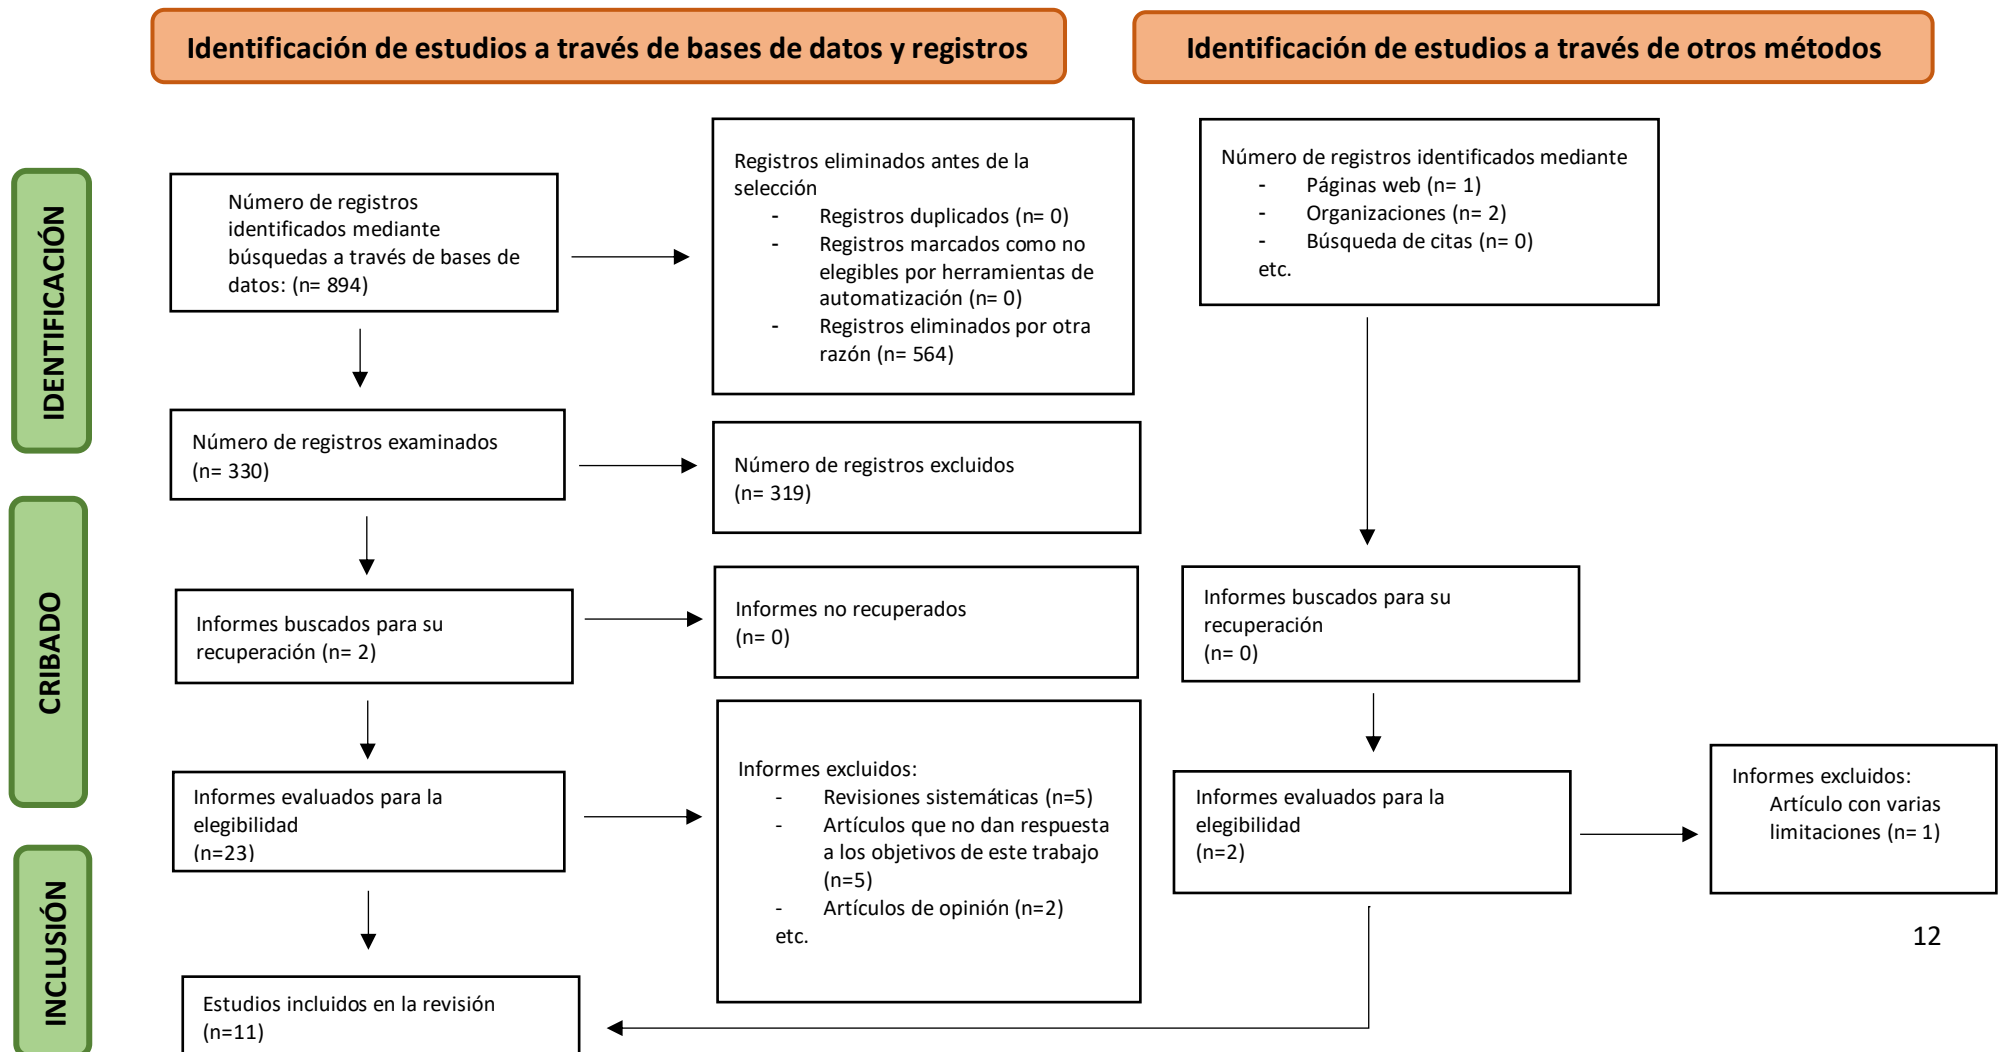 Identificación de estudios a través de bases de datos y registros
Identificación de estudios a través de otros métodos
IDENTIFICACIÓN
Número de registros
identificados mediante
búsquedas a través de bases de
datos: (n= 894)
Registros eliminados antes de la
selección
- Registros duplicados (n= 0)
- Registros marcados como no
elegibles por herramientas de
automatización (n= 0)
- Registros eliminados por otra
razón (n= 564)
Número de registros identificados mediante
- Páginas web (n= 1)
- Organizaciones (n= 2)
- Búsqueda de citas (n= 0)
etc.
Número de registros examinados
(n= 330)
Número de registros excluidos
(n= 319)
CRIBADO
Informes buscados para su
recuperación (n= 2)
Informes no recuperados
(n= 0)
Informes buscados para su
recuperación
(n= 0)
Informes evaluados para la
elegibilidad
(n=23)
Informes excluidos:
- Revisiones sistemáticas (n=5)
- Artículos que no dan respuesta
a los objetivos de este trabajo
(n=5)
- Artículos de opinión (n=2)
etc.
Informes evaluados para la
elegibilidad
(n=2)
Informes excluidos:
Artículo con varias
limitaciones (n= 1)
INCLUSIÓN
Estudios incluidos en la revisión
(n=11)
12